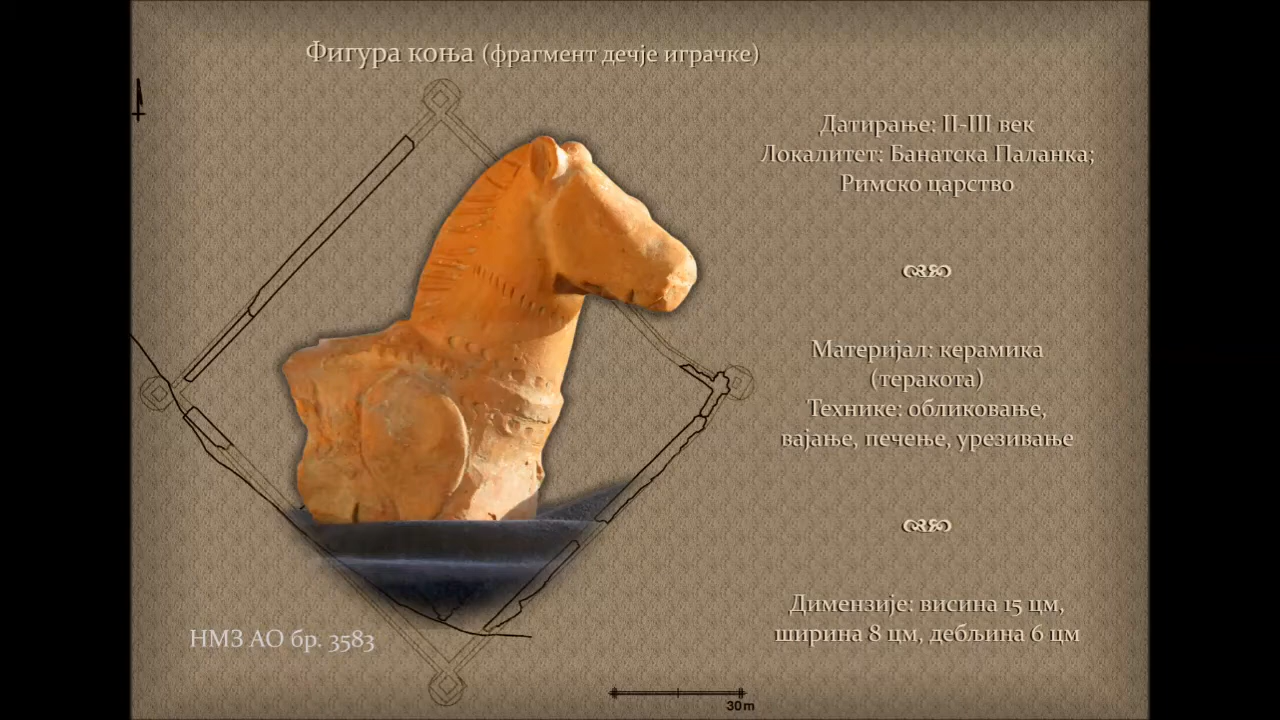 Фигура коња (фрагмент дечје играчке)
Датирање: II-III век
Локалитет: Банатска Паланка;
Римско царство
Материјал: керамика
(теракота)
Технике: обликовање,
вајање, печење, урезивање
Димензије: висина 15 цм,
ширина 8 цм, дебљина 6 цм
НМЗ АО бр. 3583
30m